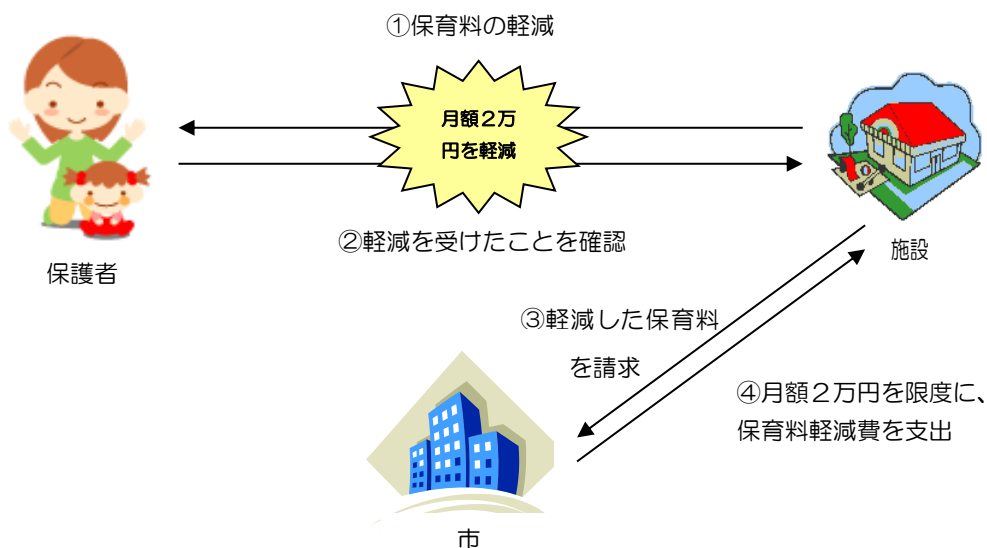 ①保育料の軽減
月額２万
円を軽減
②軽減を受けたことを確認
保護者
施設
③軽減した保育料
を請求
④月額２万円を限度に、
保育料軽減費を支出
市